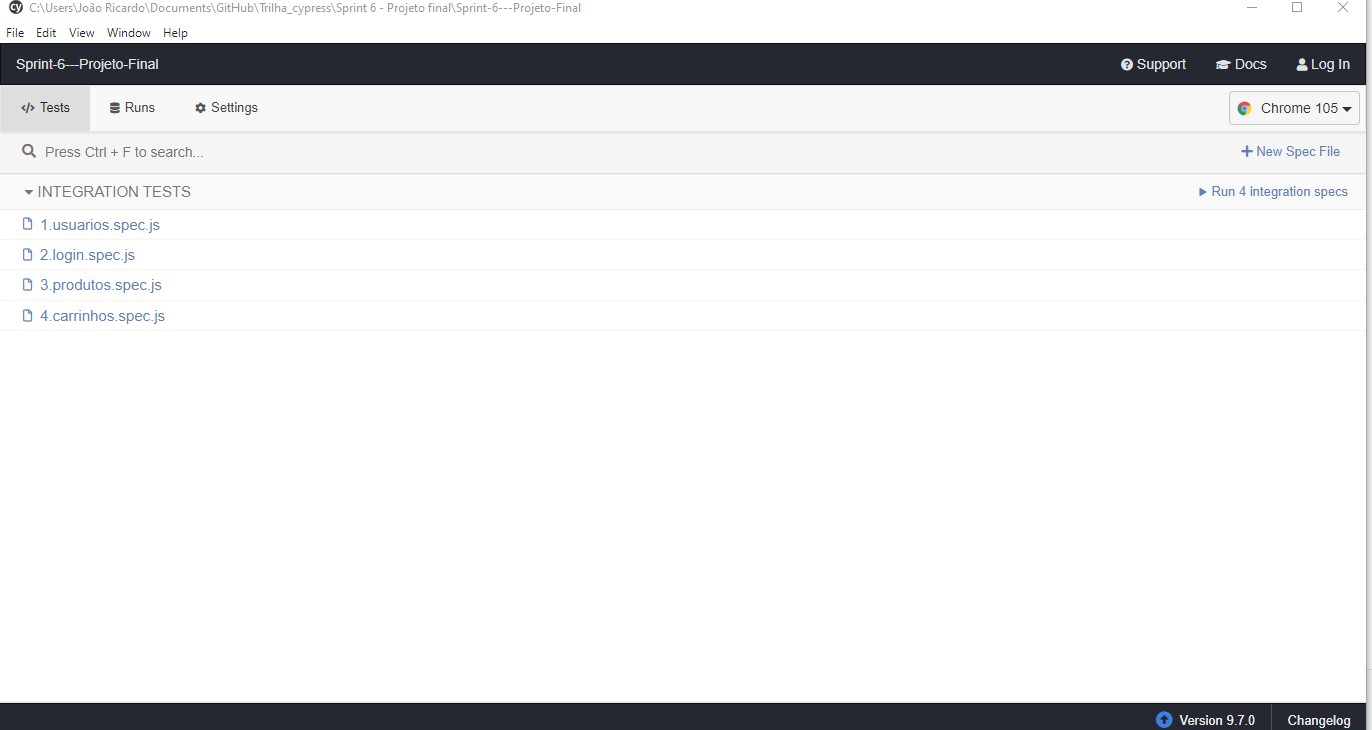 cy C:\Users\João Ricardo\Documents\GitHub\Trilha_cypress\Sprint 6 - Projeto final\Sprint-6---Projeto-Final
File Edit View Window Help
Sprint-6---Projeto-Final Support Docs Log In
</> Tests Runs Settings Chrome 105
Press Ctrl + F to search... + New Spec File
INTEGRATION TESTS Run 4 integration specs
1.usuarios.spec.js
2.login.spec.js
3.produtos.spec.js
4.carrinhos.spec.js
Version 9.7.0 Changelog